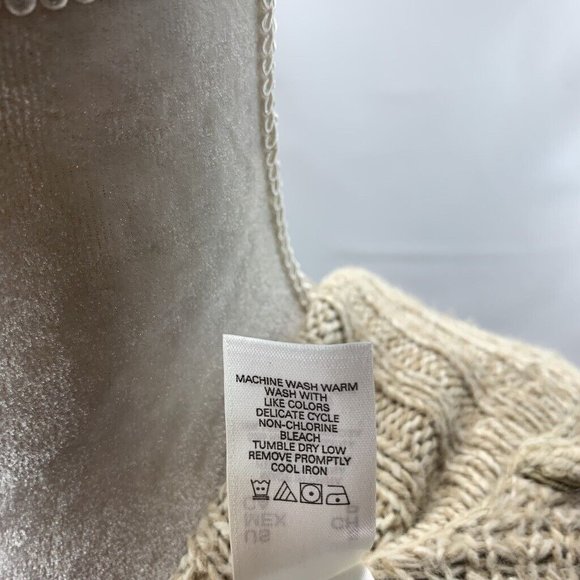 MACHINE WASH WARM
WASH WITH
LIKE COLORS
DELICATE CYCLE
NON-CHLORINE
BLEACH
TUMBLE DRY LOW
REMOVE PROMPTLY
COOL IRON